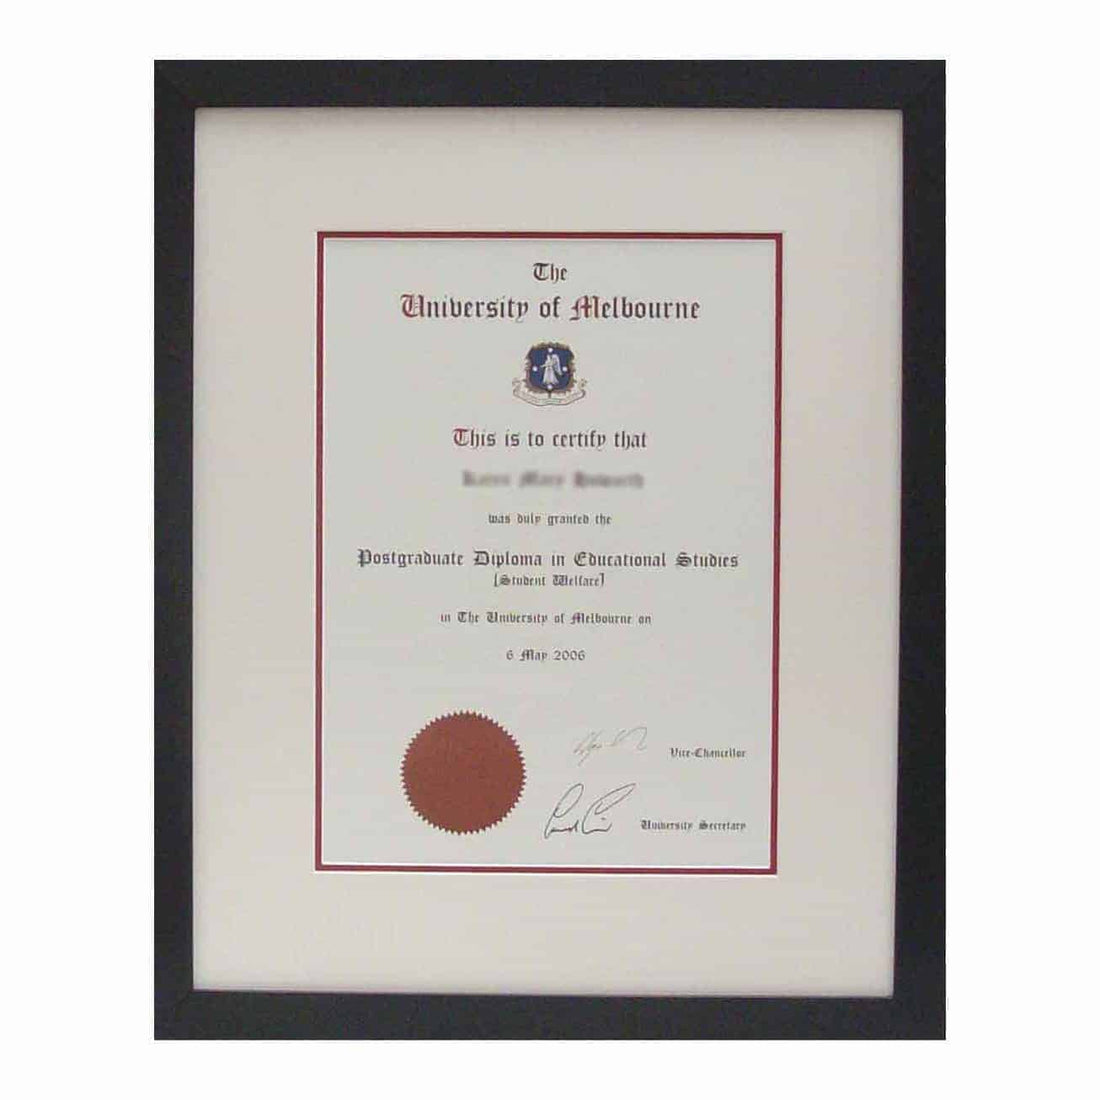 The
University of Melbourne
This is to certify that
was duly granted the
Postgraduate Diploma in Educational Studies
[Student Welfare]
in The University of Melbourne on
6 May 2006
Vice-Chancellor
University Secretary